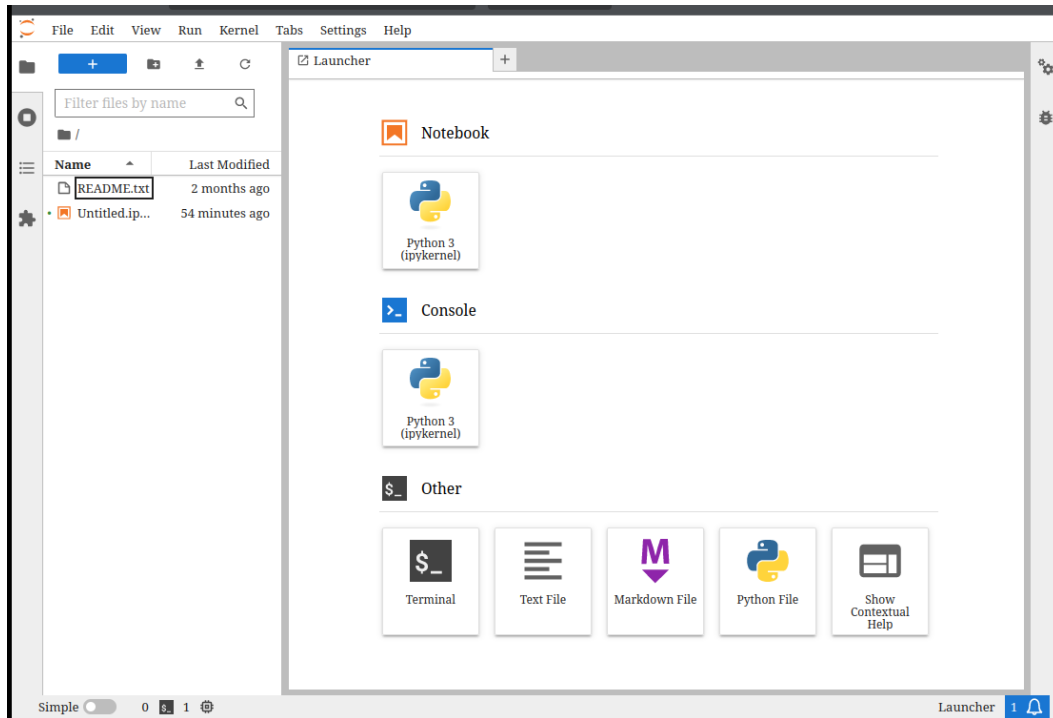 File Edit View Run Kernel Tabs Settings Help
+
Launcher
+
Filter files by name
/
Name Last Modified
README.txt 2 months ago
Untitled.ip... 54 minutes ago
Notebook
Python 3
(ipykernel)
>_ Console
Python 3
(ipykernel)
$_ Other
$_
M
Terminal
Text File
Markdown File
Python File
Show
Contextual
Help
Simple 0 $_ 1 Launcher 1